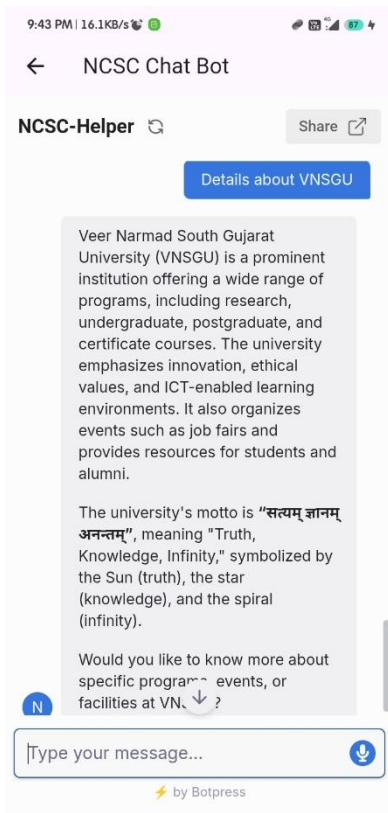 9:43 PM | 16.1KB/s
4G
67
NCSC Chat Bot
NCSC-Helper
Share
Details about VNSGU
Veer Narmad South Gujarat
University (VNSGU) is a prominent
institution offering a wide range of
programs, including research,
undergraduate, postgraduate, and
certificate courses. The university
emphasizes innovation, ethical
values, and ICT-enabled learning
environments. It also organizes
events such as job fairs and
provides resources for students and
alumni.
The university's motto is “सत्यम् ज्ञानम्
अनन्तम्”, meaning "Truth,
Knowledge, Infinity," symbolized by
the Sun (truth), the star
(knowledge), and the spiral
(infinity).
Would you like to know more about
specific events, or
facilities at ?
N
Type your message...
by Botpress